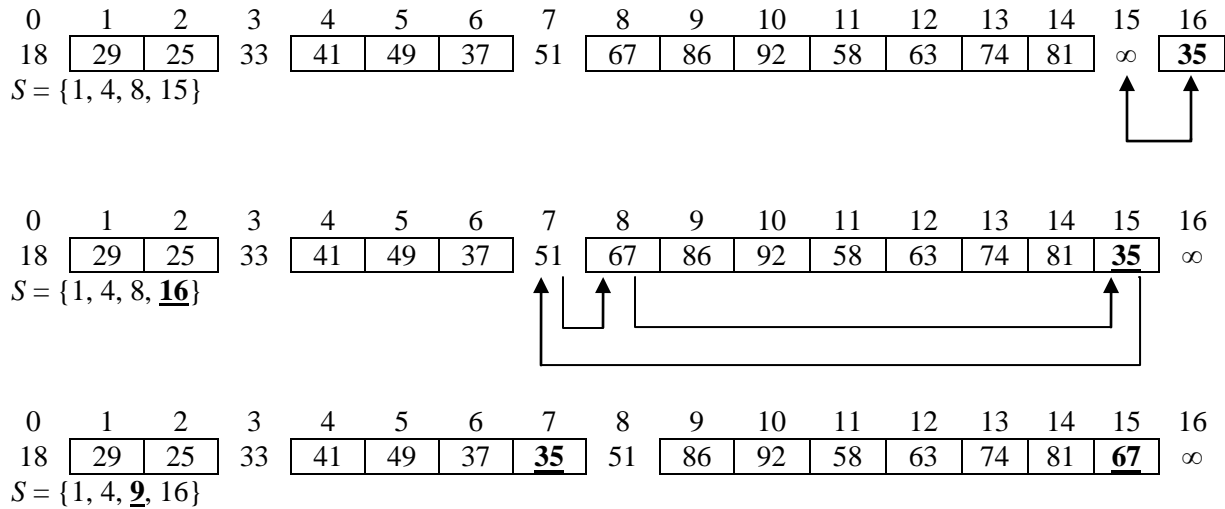 0 1 2 3 4 5 6 7 8 9 10 11 12 13 14 15 16
18 29 25 33 41 49 37 51 67 86 92 58 63 74 81 ∞ 35
S = {1, 4, 8, 15}
0 1 2 3 4 5 6 7 8 9 10 11 12 13 14 15 16
18 29 25 33 41 49 37 51 67 86 92 58 63 74 81 35 ∞
S = {1, 4, 8, 16}
0 1 2 3 4 5 6 7 8 9 10 11 12 13 14 15 16
18 29 25 33 41 49 37 35 51 86 92 58 63 74 81 67 ∞
S = {1, 4, 9, 16}